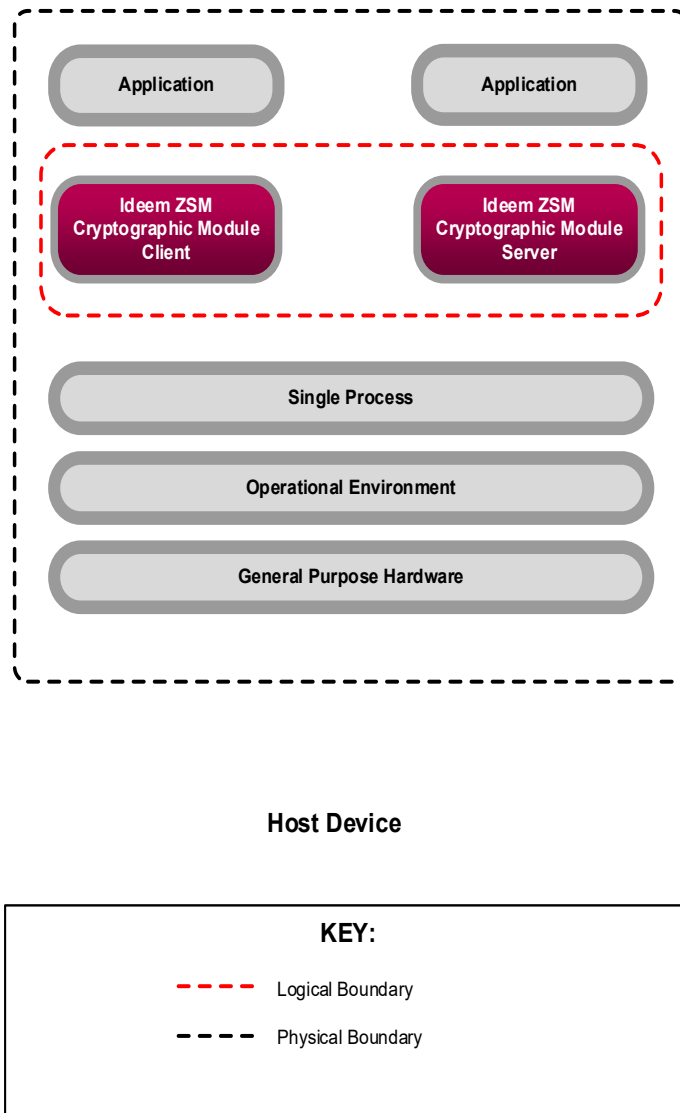 Application
Application
Ideem ZSM
Cryptographic Module
Client
Ideem ZSM
Cryptographic Module
Server
Single Process
Operational Environment
General Purpose Hardware
Host Device
KEY:
Logical Boundary
Physical Boundary